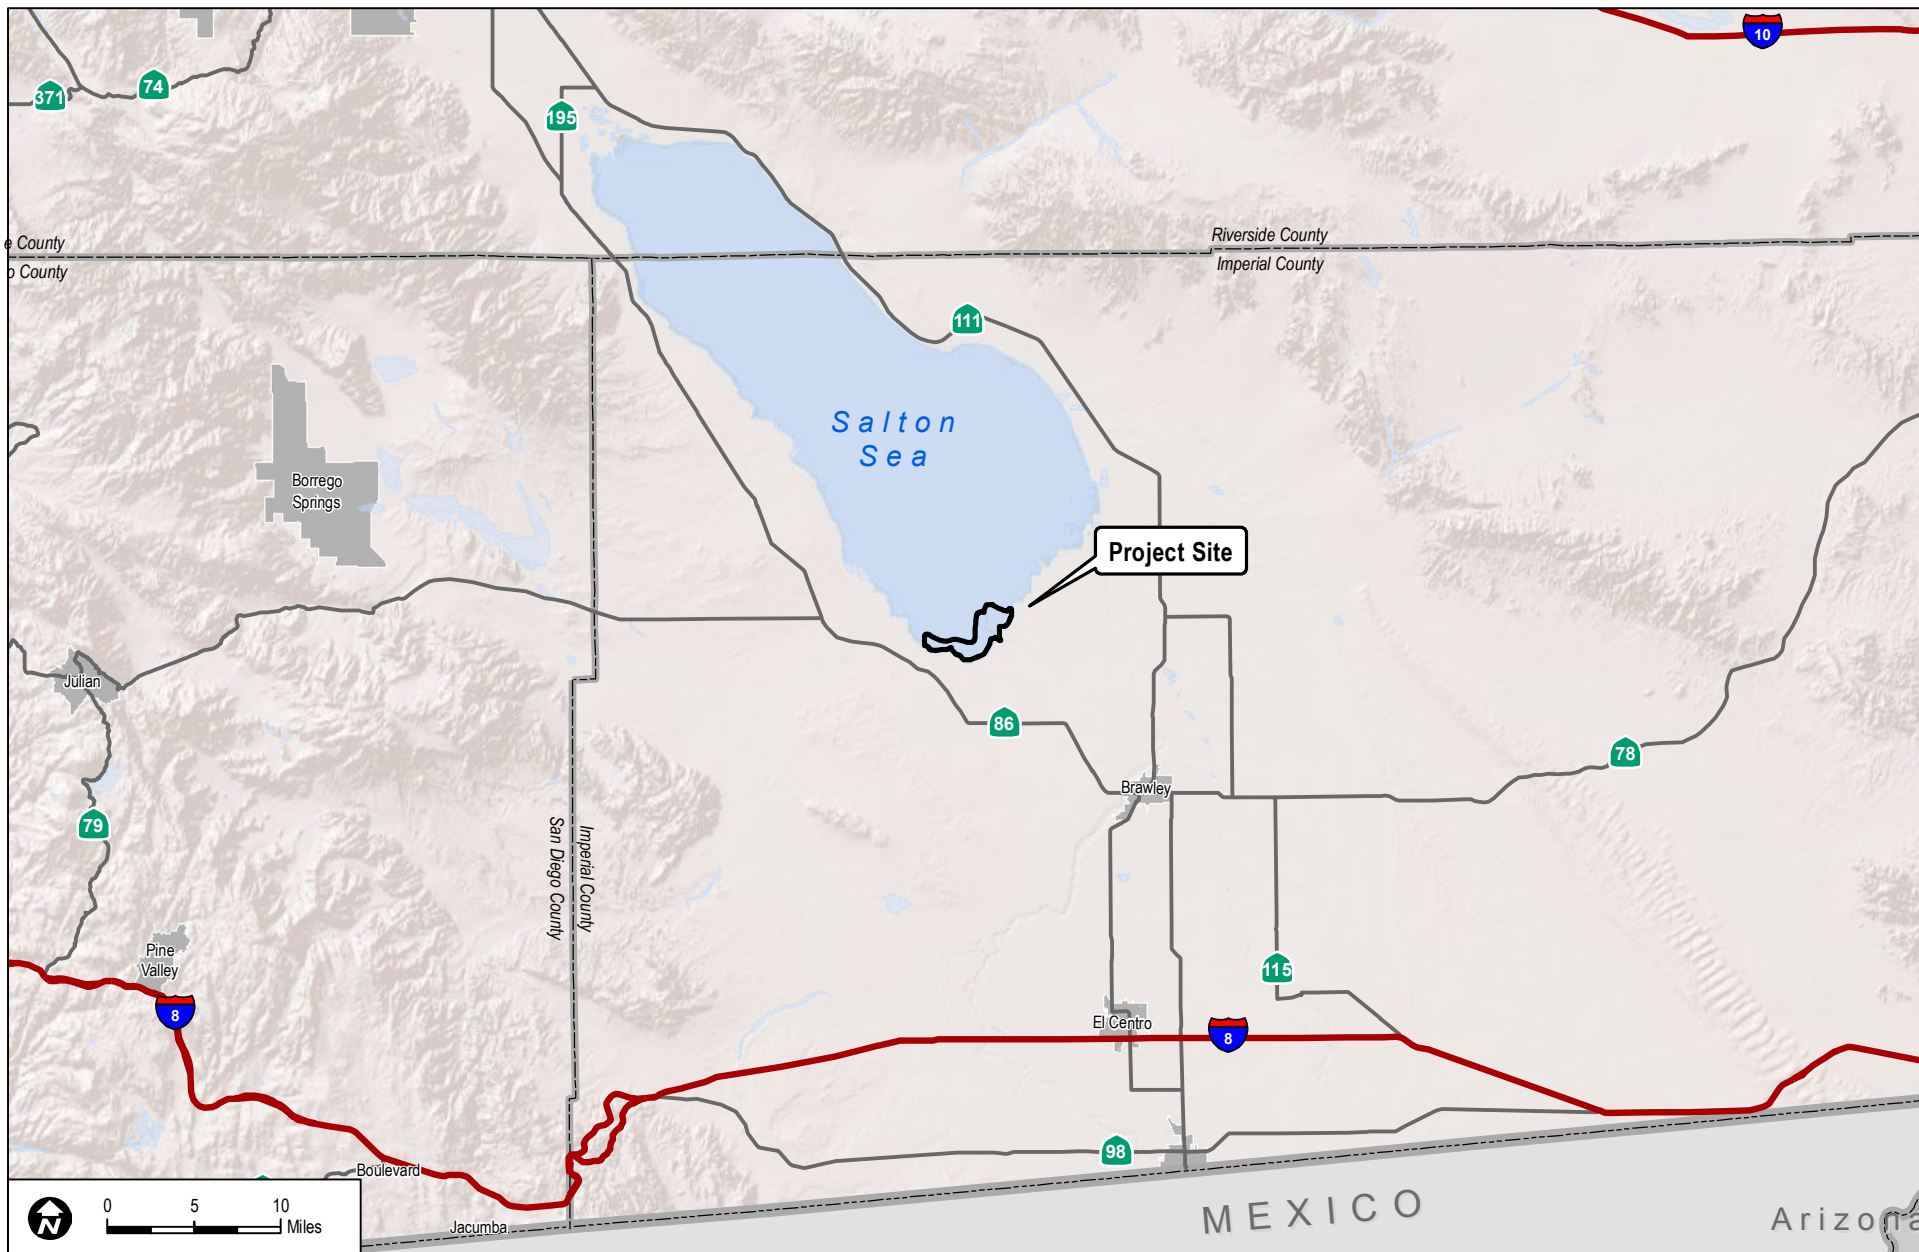 10
74
371
195
e County
o County
Riverside County
Imperial County
111
Salton
Sea
Borrego
Springs
Project Site
Julian
86
78
Brawley
79
San Diego County
Imperial County
Pine
Valley
115
8
El Centro
8
98
Boulevard
Jacumba
MEXICO
Arizona
N
0 5 10
Miles